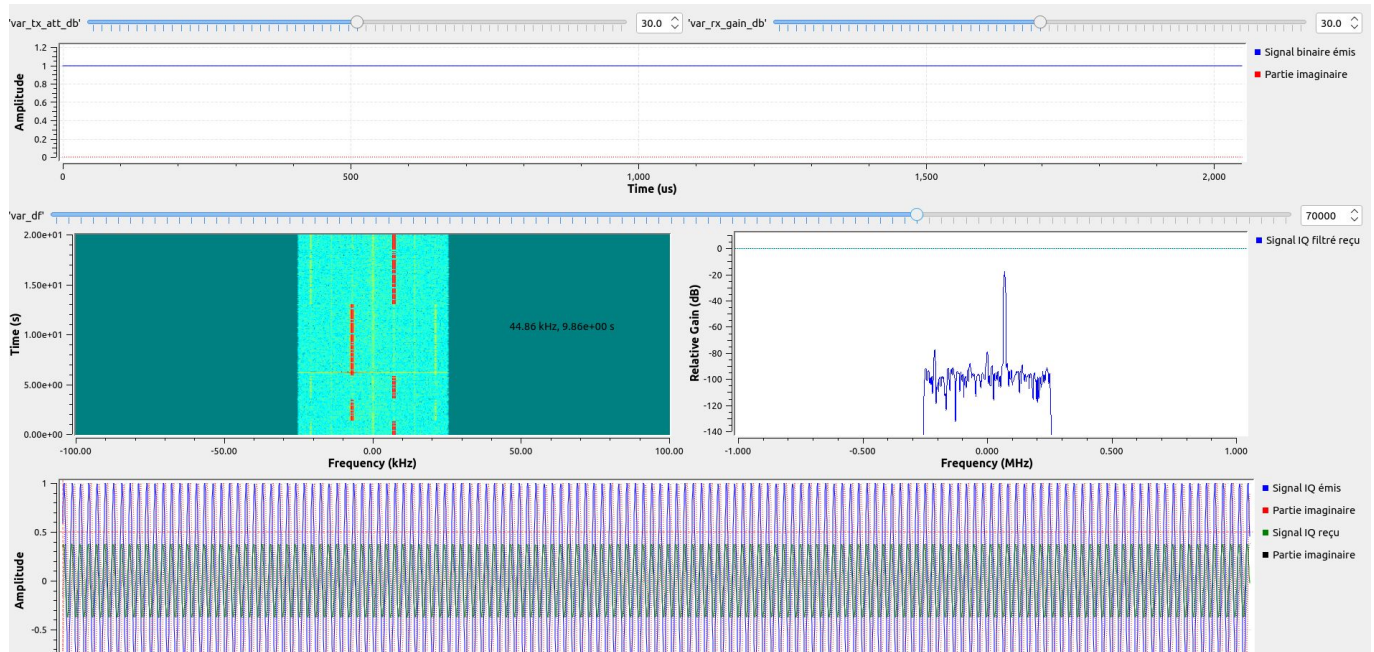 'var_tx_att_db' 30.0 'var_rx_gain_db' 30.0
1.2
1
0.8
0.6
0.4
0.2
0
Amplitude
Signal binaire émis
Partie imaginaire
0 500 1,000 1,500 2,000
Time (us)
'var_df' 70000
2.00e+01
1.50e+01
1.00e+01
5.00e+00
0.00e+00
Time (s)
44.86 kHz, 9.86e+00 s
-100.00 -50.00 0.00 50.00 100.00
Frequency (kHz)
0
-20
-40
-60
-80
-100
-120
-140
Relative Gain (dB)
Signal IQ filtré reçu
-1.000 -0.500 0.000 0.500 1.000
Frequency (MHz)
1
0.5
0
-0.5
Amplitude
Signal IQ émis
Partie imaginaire
Signal IQ reçu
Partie imaginaire